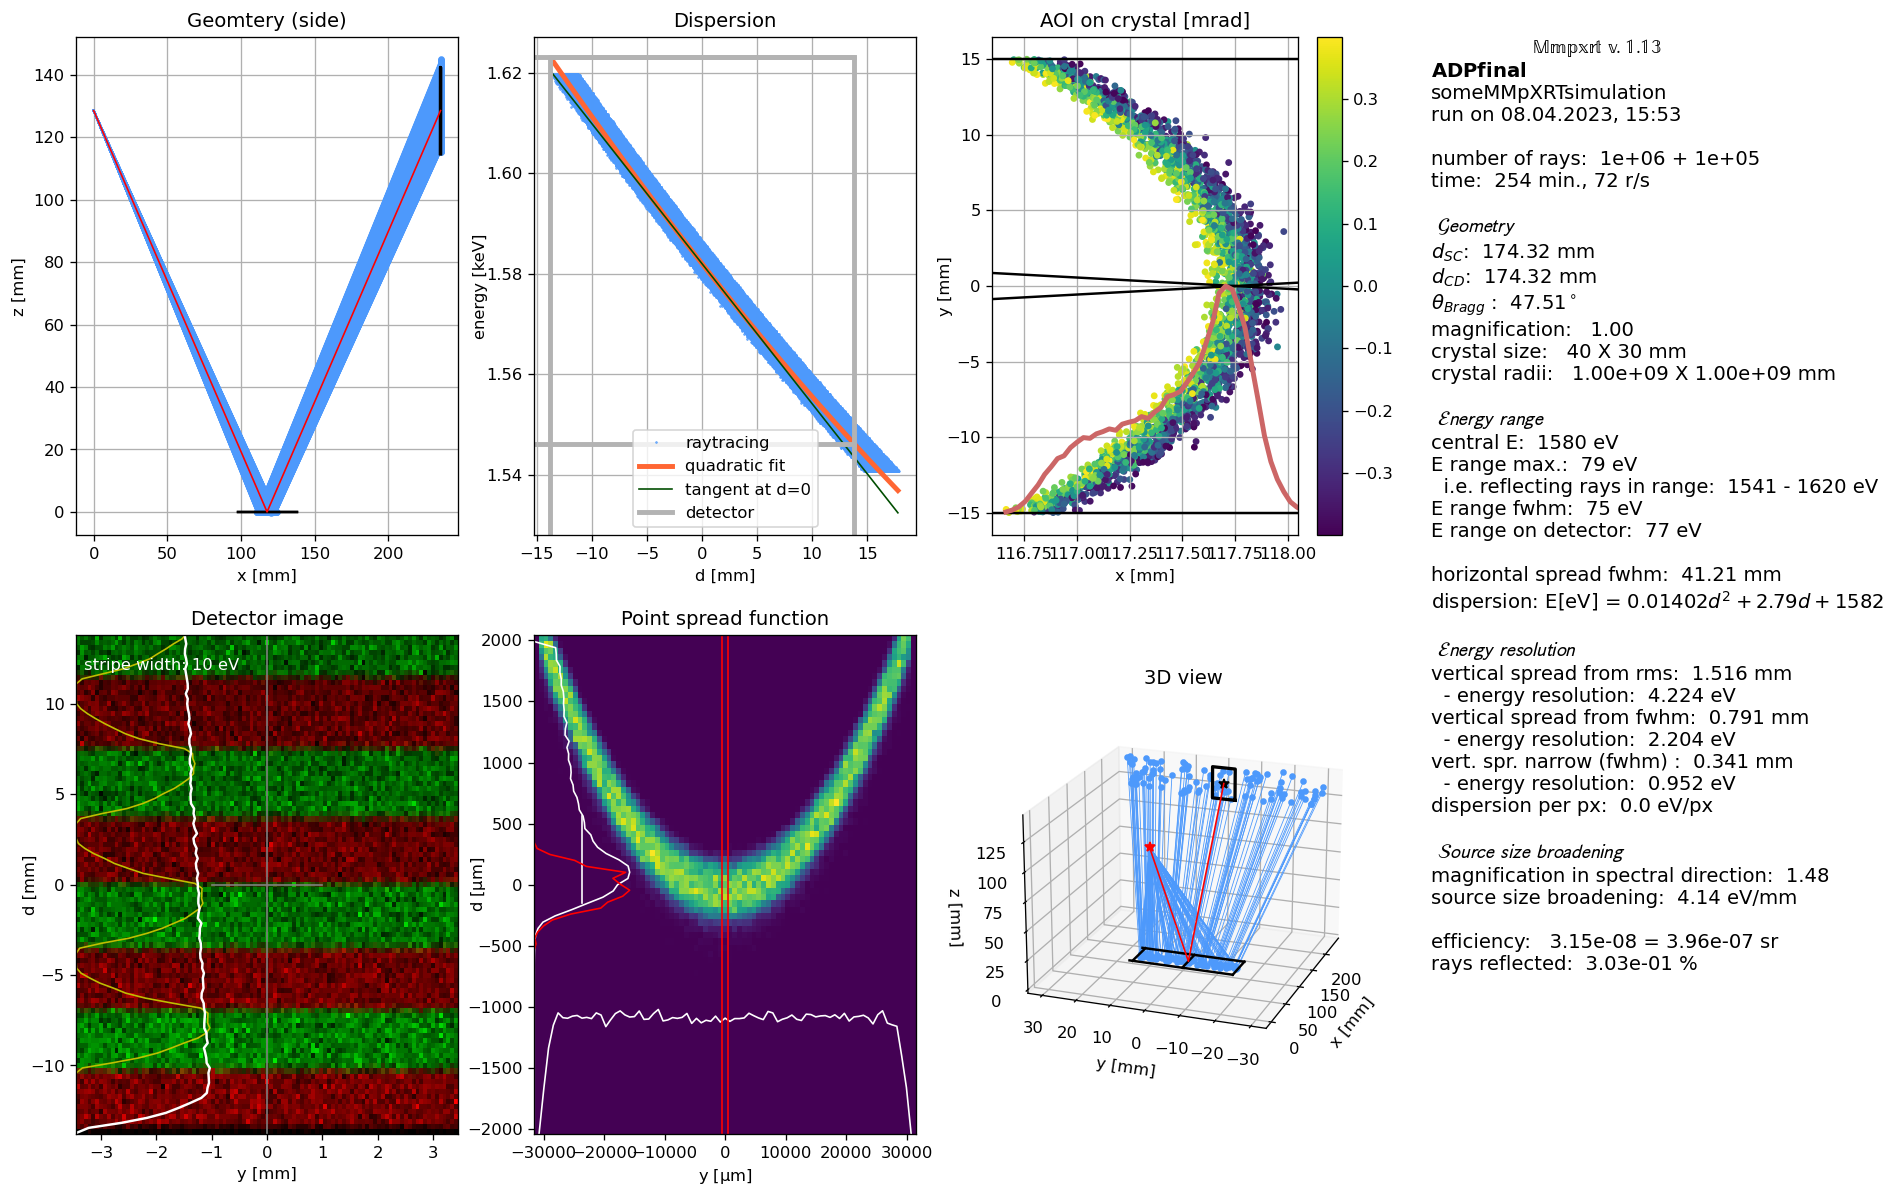 Geomtery (side)
z [mm]
140
120
100
80
60
40
20
0
0 50 100 150 200
x [mm]
Dispersion
energy [keV]
1.62
1.60
1.58
1.56
1.54
raytracing
quadratic fit
tangent at d=0
detector
−15 −10 −5 0 5 10 15
d [mm]
AOI on crystal [mrad]
y [mm]
15
10
5
0
−5
−10
−15
116.75 117.00 117.25 117.50 117.75 118.00
x [mm]
0.3
0.2
0.1
0.0
−0.1
−0.2
−0.3
Mmpxrt v. 1.13
ADPfinal
someMMpXRTsimulation
run on 08.04.2023, 15:53
number of rays: 1e+06 + 1e+05
time: 254 min., 72 r/s
Geometry
d_SC: 174.32 mm
d_CD: 174.32 mm
θ_Bragg : 47.51°
magnification: 1.00
crystal size: 40 X 30 mm
crystal radii: 1.00e+09 X 1.00e+09 mm
Energy range
central E: 1580 eV
E range max.: 79 eV
i.e. reflecting rays in range: 1541 - 1620 eV
E range fwhm: 75 eV
E range on detector: 77 eV
horizontal spread fwhm: 41.21 mm
dispersion: E[eV] = 0.01402d² + 2.79d + 1582
Energy resolution
vertical spread from rms: 1.516 mm
- energy resolution: 4.224 eV
vertical spread from fwhm: 0.791 mm
- energy resolution: 2.204 eV
vert. spr. narrow (fwhm) : 0.341 mm
- energy resolution: 0.952 eV
dispersion per px: 0.0 eV/px
Source size broadening
magnification in spectral direction: 1.48
source size broadening: 4.14 eV/mm
efficiency: 3.15e-08 = 3.96e-07 sr
rays reflected: 3.03e-01 %
Detector image
stripe width: 10 eV
d [mm]
10
5
0
−5
−10
−3 −2 −1 0 1 2 3
y [mm]
Point spread function
d [µm]
2000
1500
1000
500
0
−500
−1000
−1500
−2000
−30000 −20000 −10000 0 10000 20000 30000
y [µm]
3D view
z [mm]
125
100
75
50
25
0
30 20 10 0 −10 −20 −30
y [mm]
0 50 100 150 200
x [mm]